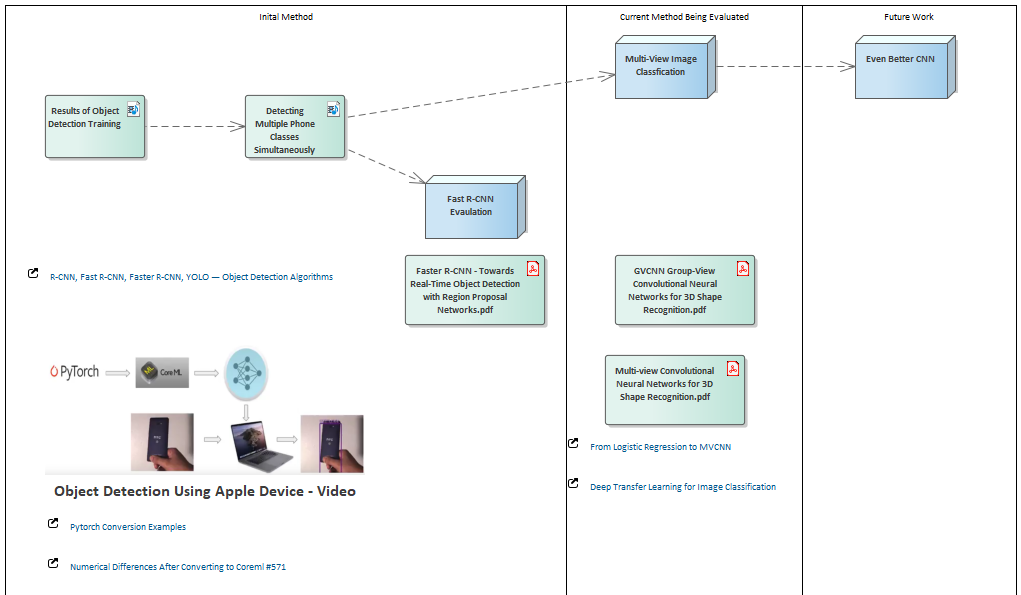 Inital Method
Current Method Being Evaluated
Future Work
Multi-View Image
Classfication
Even Better CNN
Results of Object
Detection Training
Detecting
Multiple Phone
Classes
Simultaneously
Fast R-CNN
Evaulation
R-CNN, Fast R-CNN, Faster R-CNN, YOLO — Object Detection Algorithms
Faster R-CNN - Towards
Real-Time Object Detection
with Region Proposal
Networks.pdf
GVCNN Group-View
Convolutional Neural
Networks for 3D Shape
Recognition.pdf
PyTorch
Core ML
Multi-view Convolutional
Neural Networks for 3D
Shape Recognition.pdf
From Logistic Regression to MVCNN
Deep Transfer Learning for Image Classification
Object Detection Using Apple Device - Video
Pytorch Conversion Examples
Numerical Differences After Converting to Coreml #571